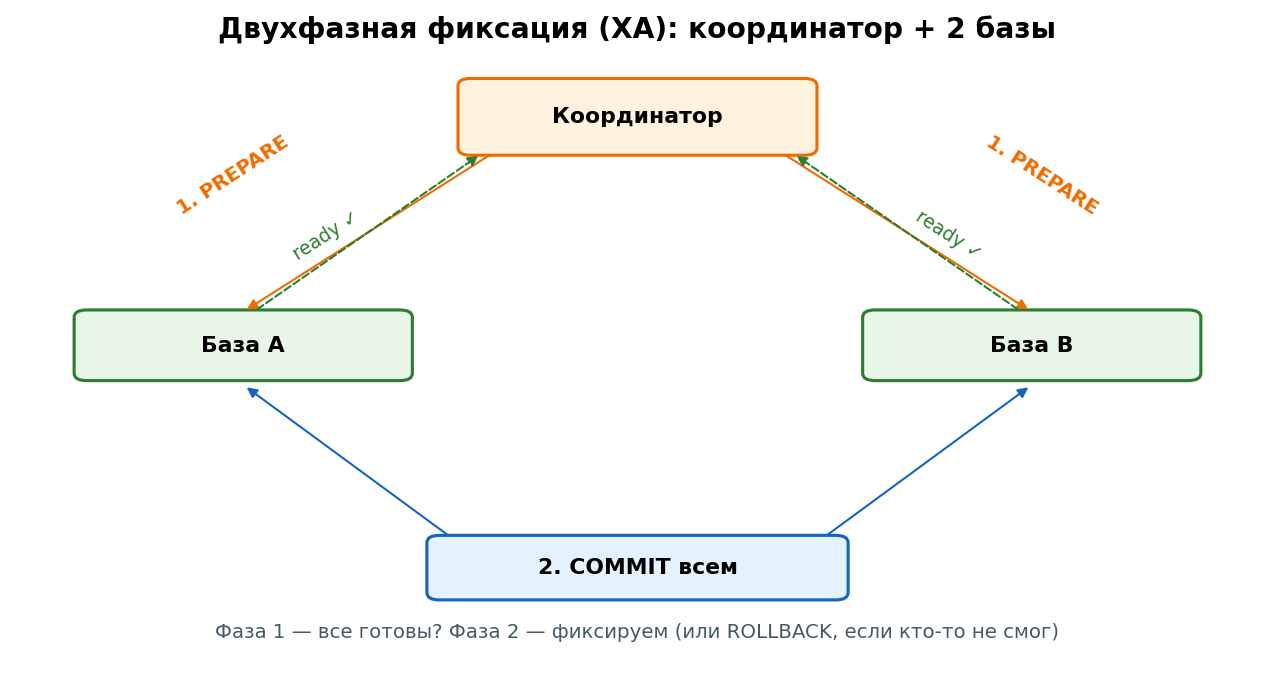 Двухфазная фиксация (XA): координатор + 2 базы
Координатор
1. PREPARE
1. PREPARE
ready ✓
ready ✓
База A
База B
2. COMMIT всем
Фаза 1 — все готовы? Фаза 2 — фиксируем (или ROLLBACK, если кто-то не смог)